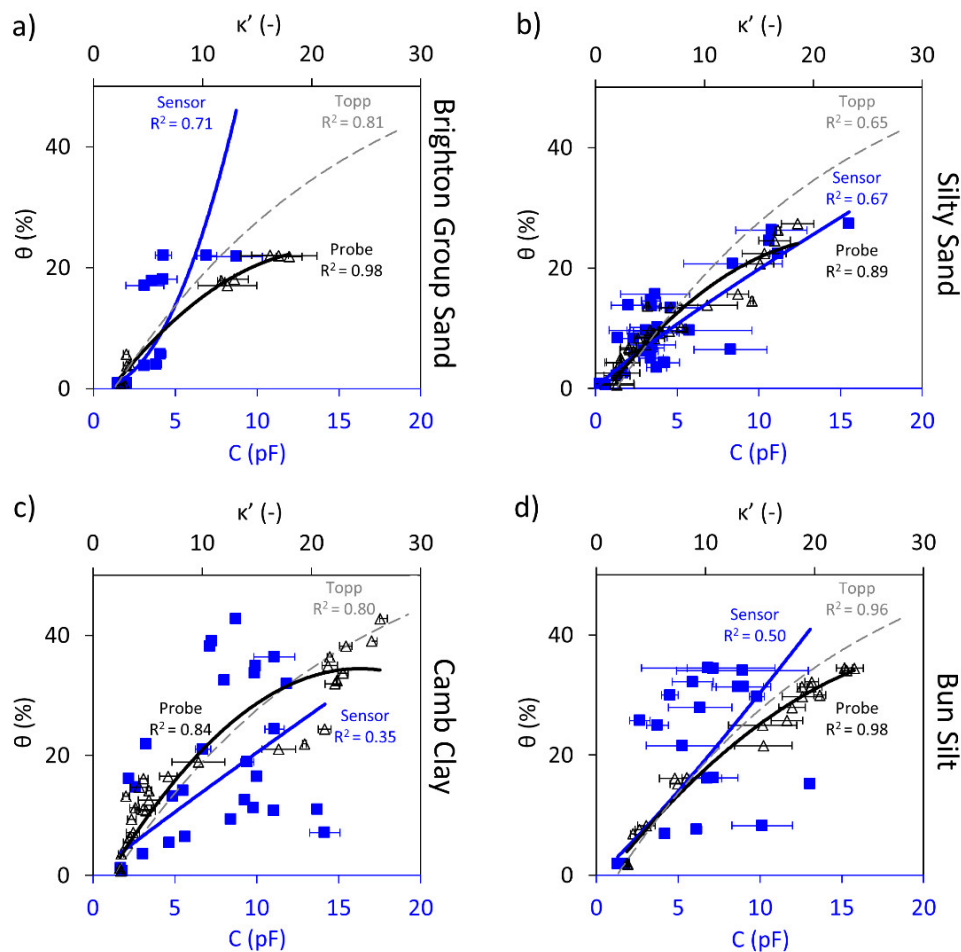 a)
κ' (-)
0 10 20 30
Sensor
R² = 0.71
Topp
R² = 0.81
Probe
R² = 0.98
θ (%)
40
20
0
0 5 10 15 20
C (pF)
Brighton Group Sand
b)
κ' (-)
0 10 20 30
Topp
R² = 0.65
Sensor
R² = 0.67
Probe
R² = 0.89
θ (%)
40
20
0
0 5 10 15 20
C (pF)
Silty Sand
c)
κ' (-)
0 10 20 30
Topp
R² = 0.80
Probe
R² = 0.84
Sensor
R² = 0.35
θ (%)
40
20
0
0 5 10 15 20
C (pF)
Camb Clay
d)
κ' (-)
0 10 20 30
Topp
R² = 0.96
Sensor
R² = 0.50
Probe
R² = 0.98
θ (%)
40
20
0
0 5 10 15 20
C (pF)
Bun Silt